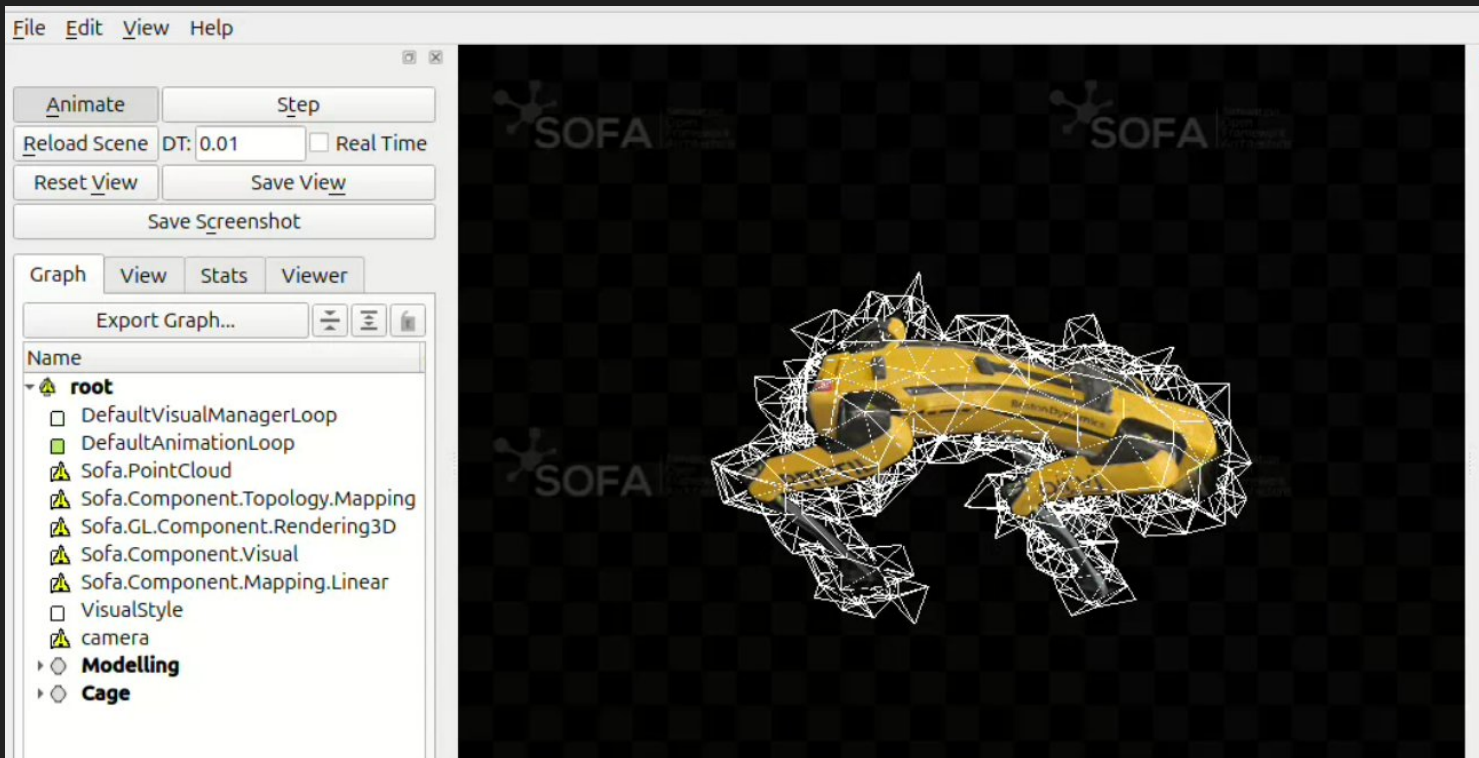 File Edit View Help
Animate Step
Reload Scene DT: 0.01 Real Time
Reset View Save View
Save Screenshot
Graph View Stats Viewer
Export Graph...
Name
root
DefaultVisualManagerLoop
DefaultAnimationLoop
Sofa.PointCloud
Sofa.Component.Topology.Mapping
Sofa.GL.Component.Rendering3D
Sofa.Component.Visual
Sofa.Component.Mapping.Linear
VisualStyle
camera
Modelling
Cage
SOFA
SOFA
SOFA
BostonDynamics